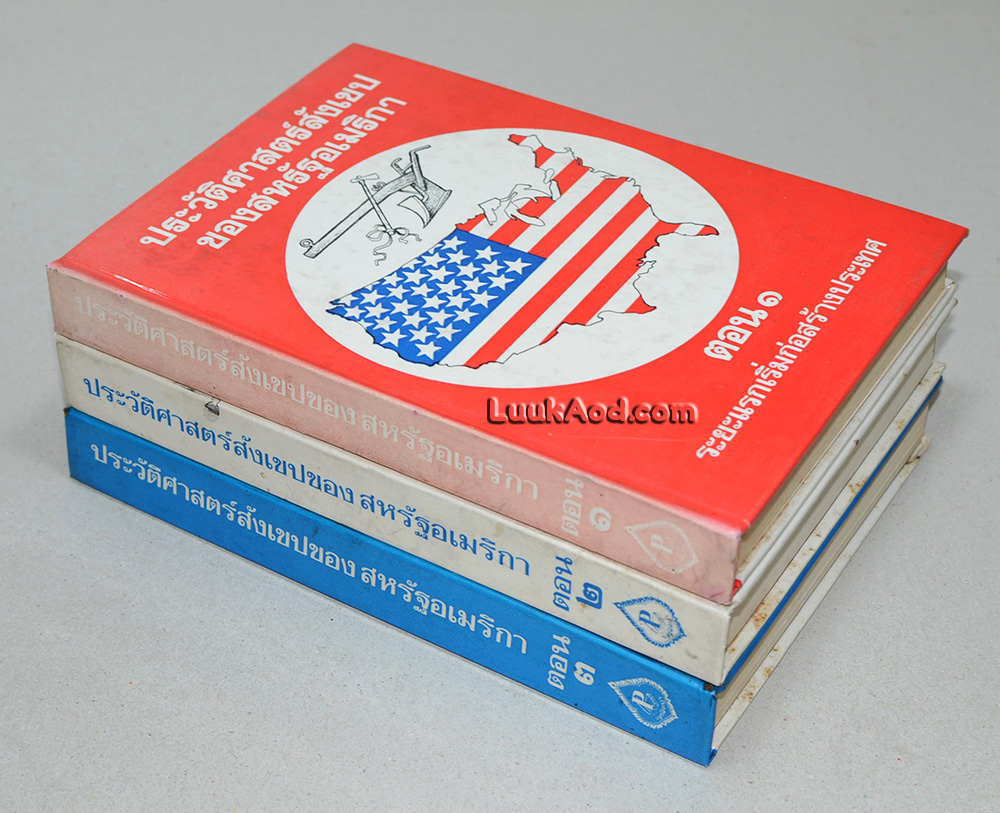 ประวัติศาสตร์สังเขป
ของสหรัฐอเมริกา
ตอน ๑
ระยะแรกเริ่มก่อสร้างประเทศ
LuukAod.com
ประวัติศาสตร์สังเขปของ สหรัฐอเมริกา ตอน ๑ P
ประวัติศาสตร์สังเขปของ สหรัฐอเมริกา ตอน ๒ P
ประวัติศาสตร์สังเขปของ สหรัฐอเมริกา ตอน ๓ P